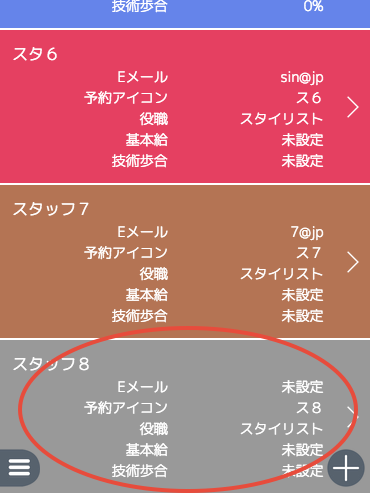 技術歩合 0%
スタ６
Eメール sin@jp
予約アイコン ス６
役職 スタイリスト
基本給 未設定
技術歩合 未設定
スタッフ７
Eメール 7@jp
予約アイコン ス７
役職 スタイリスト
基本給 未設定
技術歩合 未設定
スタッフ８
Eメール 未設定
予約アイコン ス８
役職 スタイリスト
基本給 未設定
技術歩合 未設定